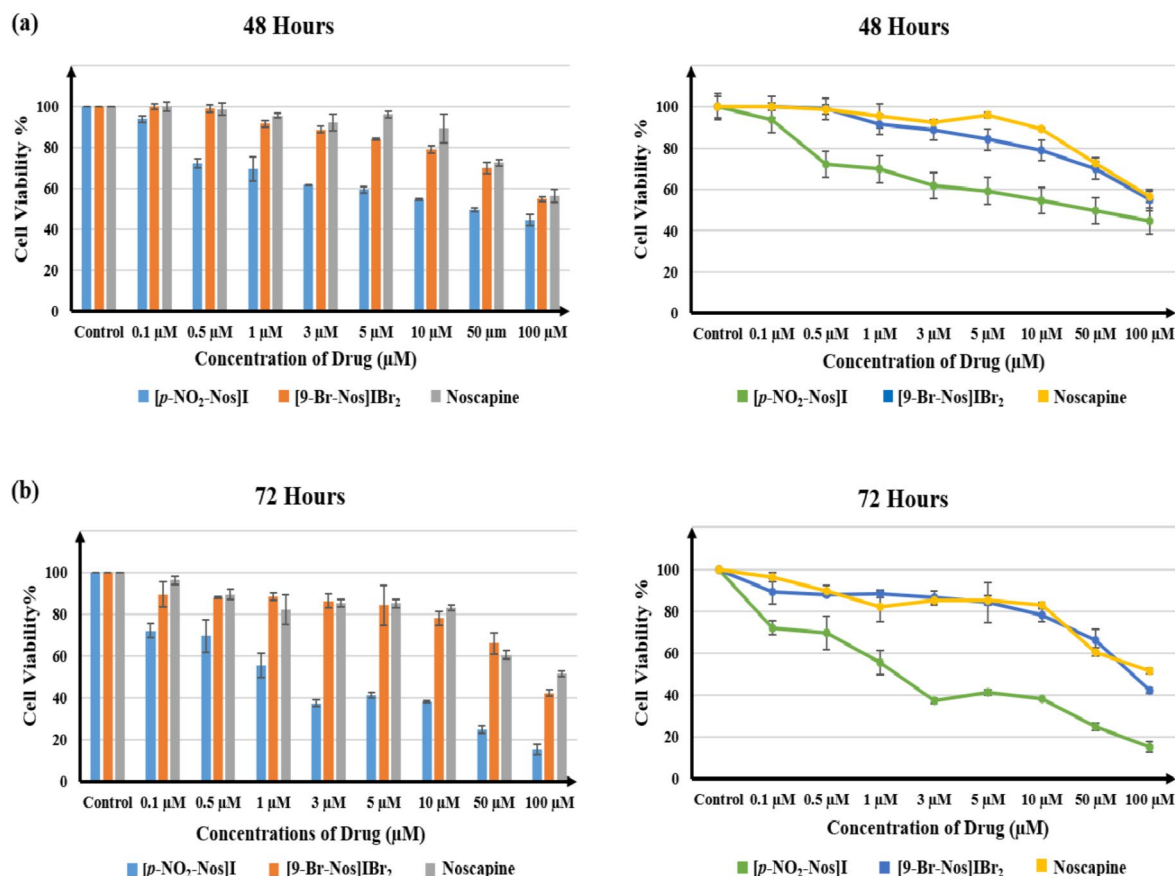 (a)
48 Hours
Cell Viability %
120
100
80
60
40
20
0
Control 0.1 µM 0.5 µM 1 µM 3 µM 5 µM 10 µM 50 µm 100 µM
Concentration of Drug (µM)
[p-NO₂-Nos]I [9-Br-Nos]IBr₂ Noscapine
48 Hours
Cell Viability %
120
100
80
60
40
20
0
Control 0.1 µM 0.5 µM 1 µM 3 µM 5 µM 10 µM 50 µM 100 µM
Concentration of Drug (µM)
[p-NO₂-Nos]I [9-Br-Nos]IBr₂ Noscapine
(b)
72 Hours
Cell Viability%
120
100
80
60
40
20
0
Control 0.1 µM 0.5 µM 1 µM 3 µM 5 µM 10 µM 50 µM 100 µM
Concentrations of Drug (µM)
[p-NO₂-Nos]I [9-Br-Nos]IBr₂ Noscapine
72 Hours
Cell Viability %
120
100
80
60
40
20
0
Control 0.1 µM 0.5 µM 1 µM 3 µM 5 µM 10 µM 50 µM 100 µM
Concentration of Drug (µM)
[p-NO₂-Nos]I [9-Br-Nos]IBr₂ Noscapine